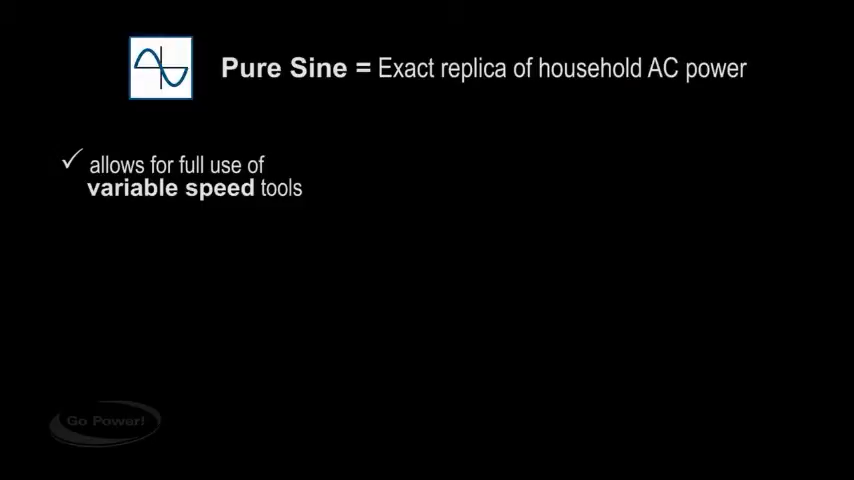 Pure Sine = Exact replica of household AC power
✓ allows for full use of
variable speed tools
Go Power!